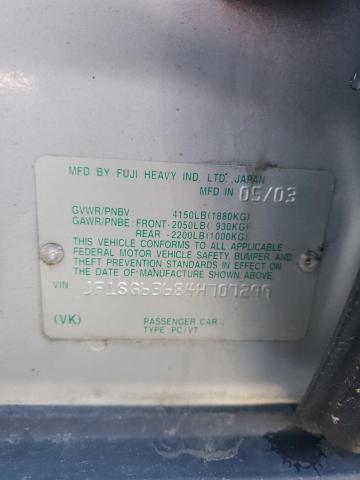 MFD BY FUJI HEAVY IND. LTD. JAPAN
MFD IN 05/03
GVWR/PNBV: 4150LB(1880KG)
GAWR/PNBE: FRONT-2050LB( 930KG)
REAR -2200LB(1000KG)
THIS VEHICLE CONFORMS TO ALL APPLICABLE
FEDERAL MOTOR VEHICLE SAFETY, BUMPER, AND
THEFT PREVENTION STANDARDS IN EFFECT ON THE
DATE OF MANUFACTURE SHOWN ABOVE.
VIN JF1SG63684H707299
(VK) PASSENGER CAR
TYPE PC/VT